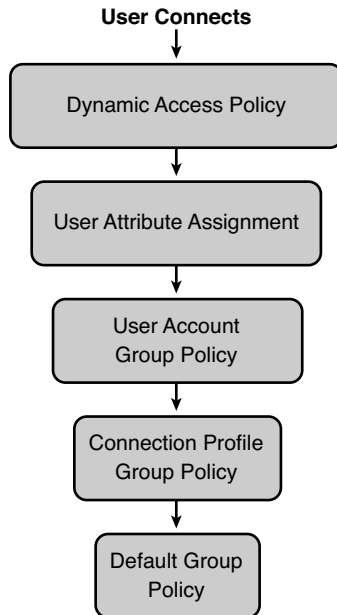 User Connects
Dynamic Access Policy
User Attribute Assignment
User Account
Group Policy
Connection Profile
Group Policy
Default Group
Policy